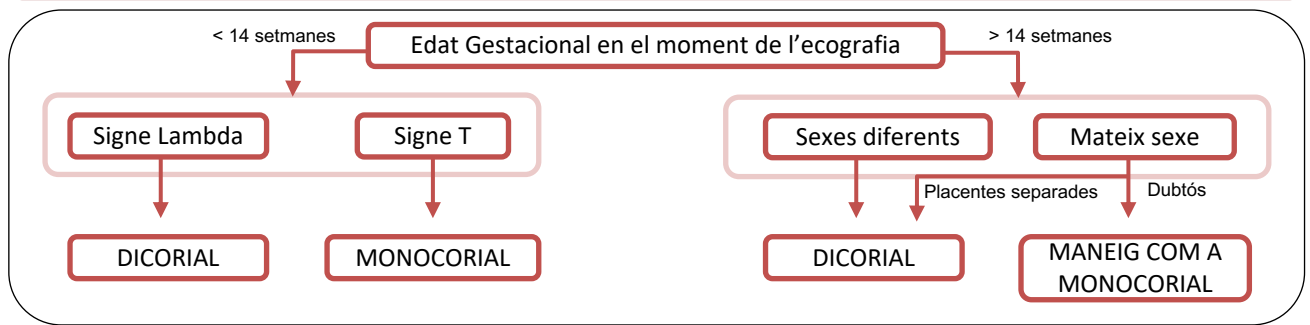 < 14 setmanes
Edat Gestacional en el moment de l’ecografia
> 14 setmanes
Signe Lambda
Signe T
Sexes diferents
Mateix sexe
Placentes separades
Dubtós
DICORIAL
MONOCORIAL
DICORIAL
MANEIG COM A
MONOCORIAL